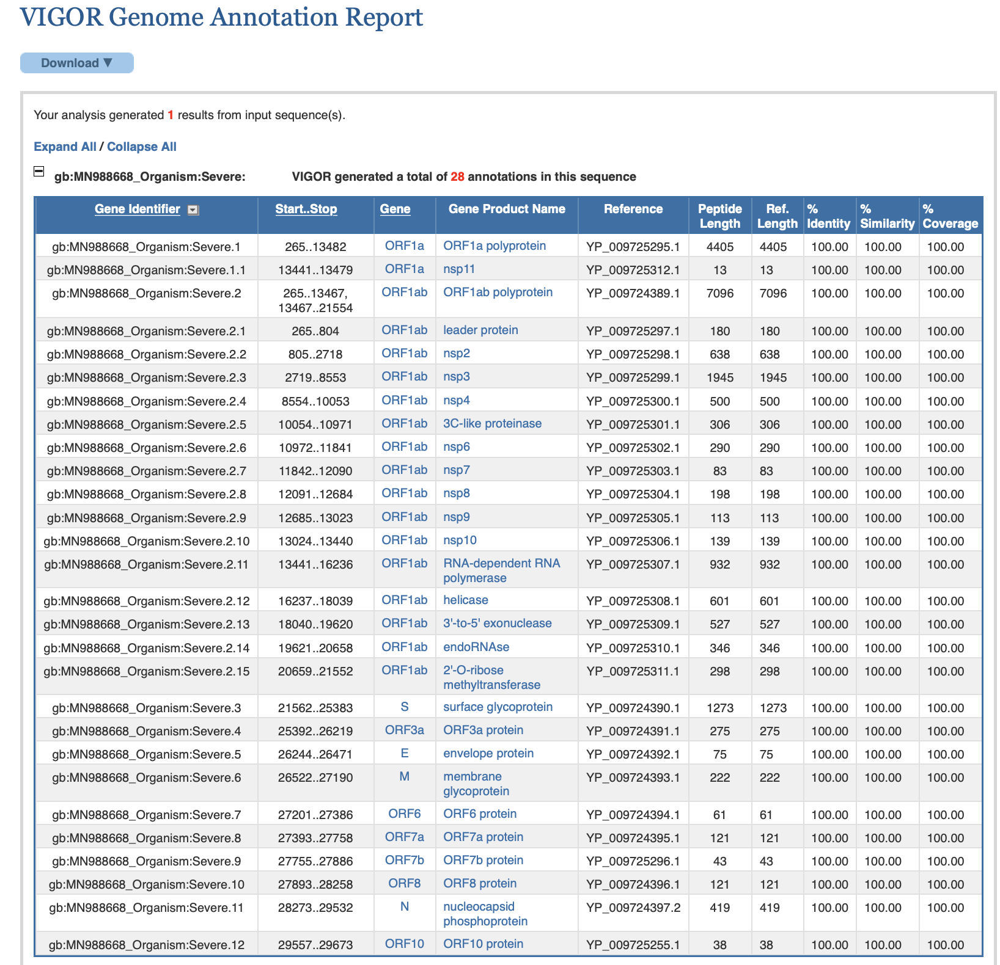 VIGOR Genome Annotation Report
Download ▼
Your analysis generated 1 results from input sequence(s).
Expand All / Collapse All
gb:MN988668_Organism:Severe: VIGOR generated a total of 28 annotations in this sequence
Gene Identifier Start..Stop Gene Gene Product Name Reference Peptide Length Ref. Length % Identity % Similarity % Coverage
gb:MN988668_Organism:Severe.1 265..13482 ORF1a ORF1a polyprotein YP_009725295.1 4405 4405 100.00 100.00 100.00
gb:MN988668_Organism:Severe.1.1 13441..13479 ORF1a nsp11 YP_009725312.1 13 13 100.00 100.00 100.00
gb:MN988668_Organism:Severe.2 265..13467, 13467..21554 ORF1ab ORF1ab polyprotein YP_009724389.1 7096 7096 100.00 100.00 100.00
gb:MN988668_Organism:Severe.2.1 265..804 ORF1ab leader protein YP_009725297.1 180 180 100.00 100.00 100.00
gb:MN988668_Organism:Severe.2.2 805..2718 ORF1ab nsp2 YP_009725298.1 638 638 100.00 100.00 100.00
gb:MN988668_Organism:Severe.2.3 2719..8553 ORF1ab nsp3 YP_009725299.1 1945 1945 100.00 100.00 100.00
gb:MN988668_Organism:Severe.2.4 8554..10053 ORF1ab nsp4 YP_009725300.1 500 500 100.00 100.00 100.00
gb:MN988668_Organism:Severe.2.5 10054..10971 ORF1ab 3C-like proteinase YP_009725301.1 306 306 100.00 100.00 100.00
gb:MN988668_Organism:Severe.2.6 10972..11841 ORF1ab nsp6 YP_009725302.1 290 290 100.00 100.00 100.00
gb:MN988668_Organism:Severe.2.7 11842..12090 ORF1ab nsp7 YP_009725303.1 83 83 100.00 100.00 100.00
gb:MN988668_Organism:Severe.2.8 12091..12684 ORF1ab nsp8 YP_009725304.1 198 198 100.00 100.00 100.00
gb:MN988668_Organism:Severe.2.9 12685..13023 ORF1ab nsp9 YP_009725305.1 113 113 100.00 100.00 100.00
gb:MN988668_Organism:Severe.2.10 13024..13440 ORF1ab nsp10 YP_009725306.1 139 139 100.00 100.00 100.00
gb:MN988668_Organism:Severe.2.11 13441..16236 ORF1ab RNA-dependent RNA polymerase YP_009725307.1 932 932 100.00 100.00 100.00
gb:MN988668_Organism:Severe.2.12 16237..18039 ORF1ab helicase YP_009725308.1 601 601 100.00 100.00 100.00
gb:MN988668_Organism:Severe.2.13 18040..19620 ORF1ab 3'-to-5' exonuclease YP_009725309.1 527 527 100.00 100.00 100.00
gb:MN988668_Organism:Severe.2.14 19621..20658 ORF1ab endoRNAse YP_009725310.1 346 346 100.00 100.00 100.00
gb:MN988668_Organism:Severe.2.15 20659..21552 ORF1ab 2'-O-ribose methyltransferase YP_009725311.1 298 298 100.00 100.00 100.00
gb:MN988668_Organism:Severe.3 21562..25383 S surface glycoprotein YP_009724390.1 1273 1273 100.00 100.00 100.00
gb:MN988668_Organism:Severe.4 25392..26219 ORF3a ORF3a protein YP_009724391.1 275 275 100.00 100.00 100.00
gb:MN988668_Organism:Severe.5 26244..26471 E envelope protein YP_009724392.1 75 75 100.00 100.00 100.00
gb:MN988668_Organism:Severe.6 26522..27190 M membrane glycoprotein YP_009724393.1 222 222 100.00 100.00 100.00
gb:MN988668_Organism:Severe.7 27201..27386 ORF6 ORF6 protein YP_009724394.1 61 61 100.00 100.00 100.00
gb:MN988668_Organism:Severe.8 27393..27758 ORF7a ORF7a protein YP_009724395.1 121 121 100.00 100.00 100.00
gb:MN988668_Organism:Severe.9 27755..27886 ORF7b ORF7b protein YP_009725296.1 43 43 100.00 100.00 100.00
gb:MN988668_Organism:Severe.10 27893..28258 ORF8 ORF8 protein YP_009724396.1 121 121 100.00 100.00 100.00
gb:MN988668_Organism:Severe.11 28273..29532 N nucleocapsid phosphoprotein YP_009724397.2 419 419 100.00 100.00 100.00
gb:MN988668_Organism:Severe.12 29557..29673 ORF10 ORF10 protein YP_009725255.1 38 38 100.00 100.00 100.00